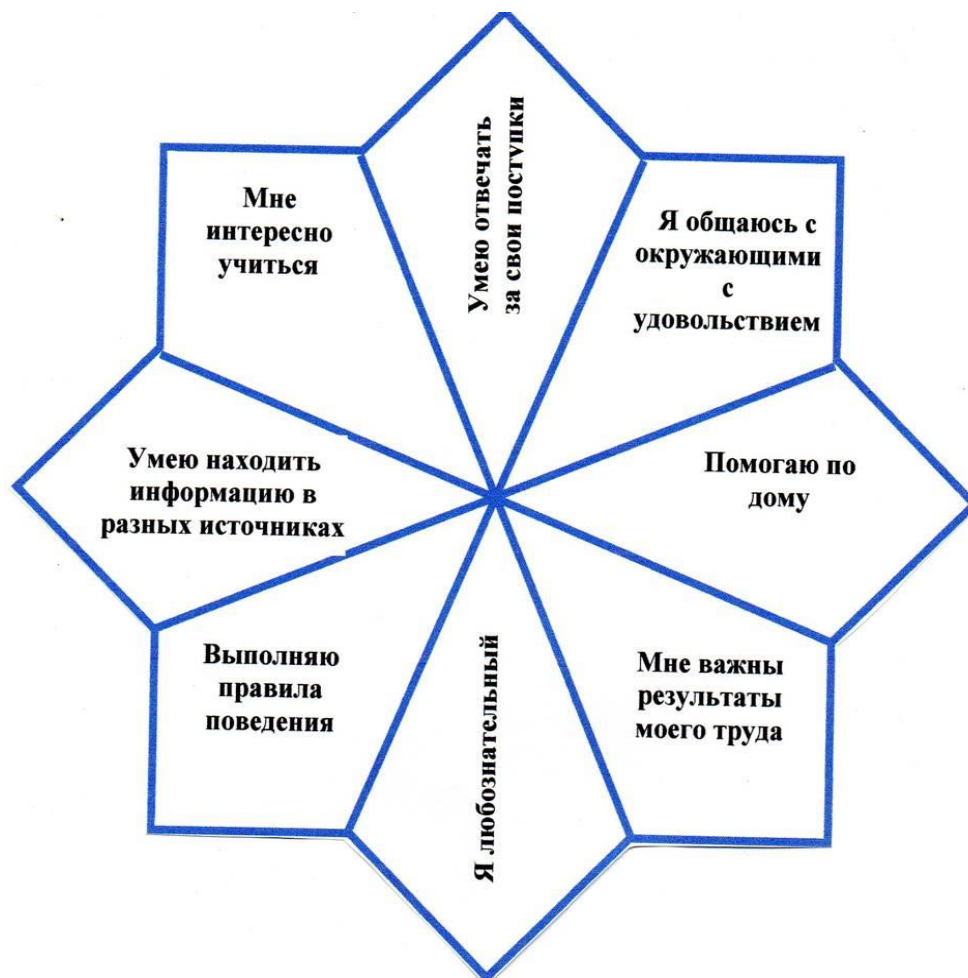 Умею отвечать
за свои поступки
Я общаюсь с
окружающими
с
удовольствием
Помогаю по
дому
Мне важны
результаты
моего труда
Я любознательный
Выполняю
правила
поведения
Умею находить
информацию в
разных источниках
Мне
интересно
учиться